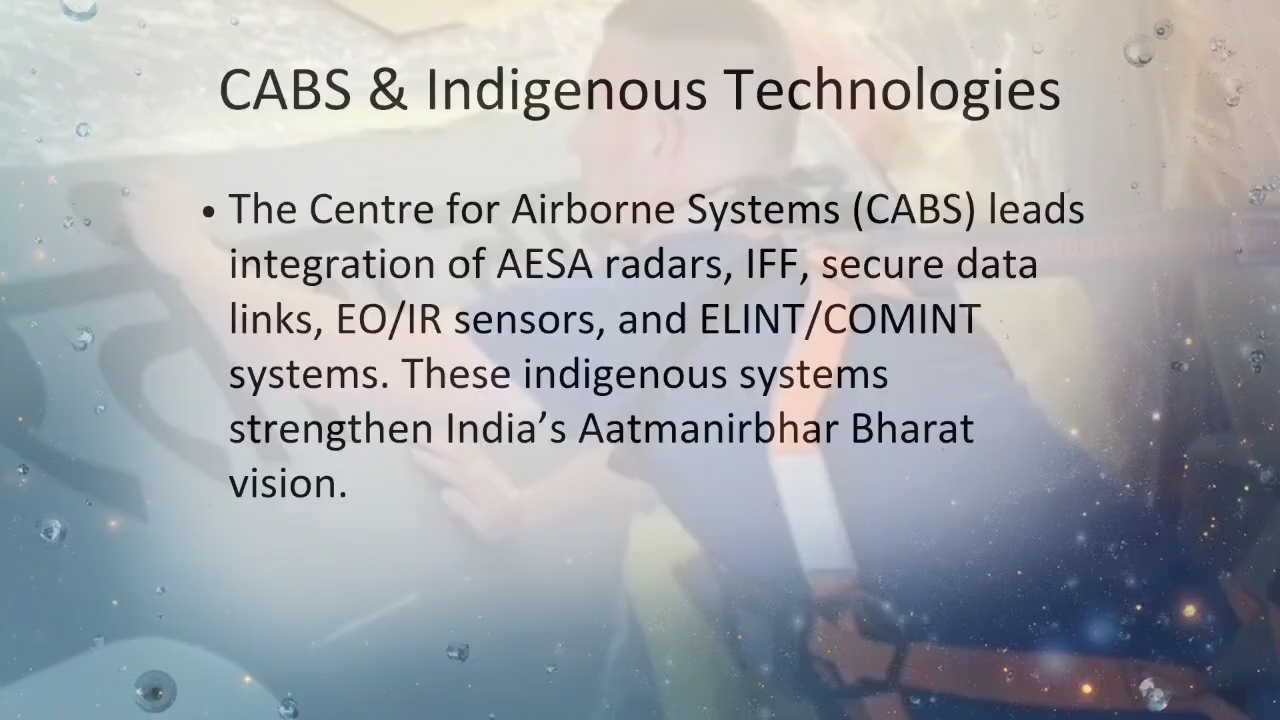 CABS & Indigenous Technologies
• The Centre for Airborne Systems (CABS) leads
integration of AESA radars, IFF, secure data
links, EO/IR sensors, and ELINT/COMINT
systems. These indigenous systems
strengthen India’s Aatmanirbhar Bharat
vision.